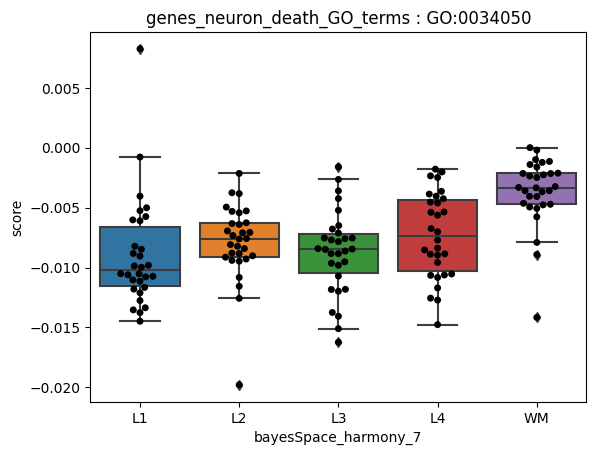 genes_neuron_death_GO_terms : GO:0034050
score
0.005
0.000
−0.005
−0.010
−0.015
−0.020
L1 L2 L3 L4 WM
bayesSpace_harmony_7